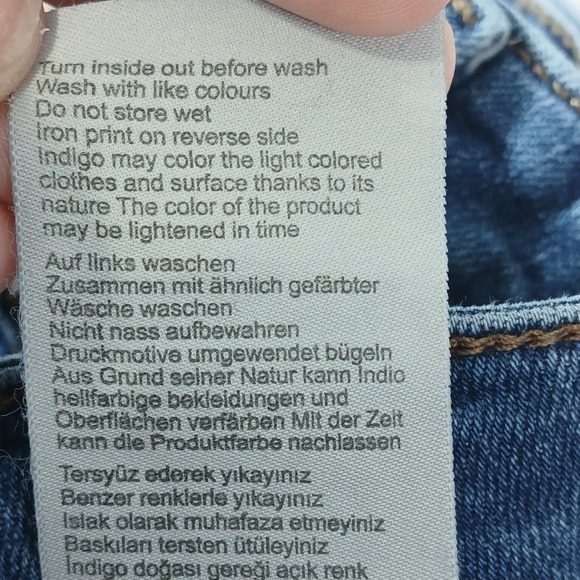 Turn inside out before wash
Wash with like colours
Do not store wet
Iron print on reverse side
Indigo may color the light colored
clothes and surface thanks to its
nature The color of the product
may be lightened in time
Auf links waschen
Zusammen mit ähnlich gefärbter
Wäsche waschen
Nicht nass aufbewahren
Druckmotive umgewendet bügeln
Aus Grund seiner Natur kann Indio
hellfarbige bekleidungen und
Oberflächen verfärben Mit der Zeit
kann die Produktfarbe nachlassen
Tersyüz ederek yıkayınız
Benzer renklerle yıkayınız
Islak olarak muhafaza etmeyiniz
Baskıları tersten ütüleyiniz
İndigo doğası gereği açık renk